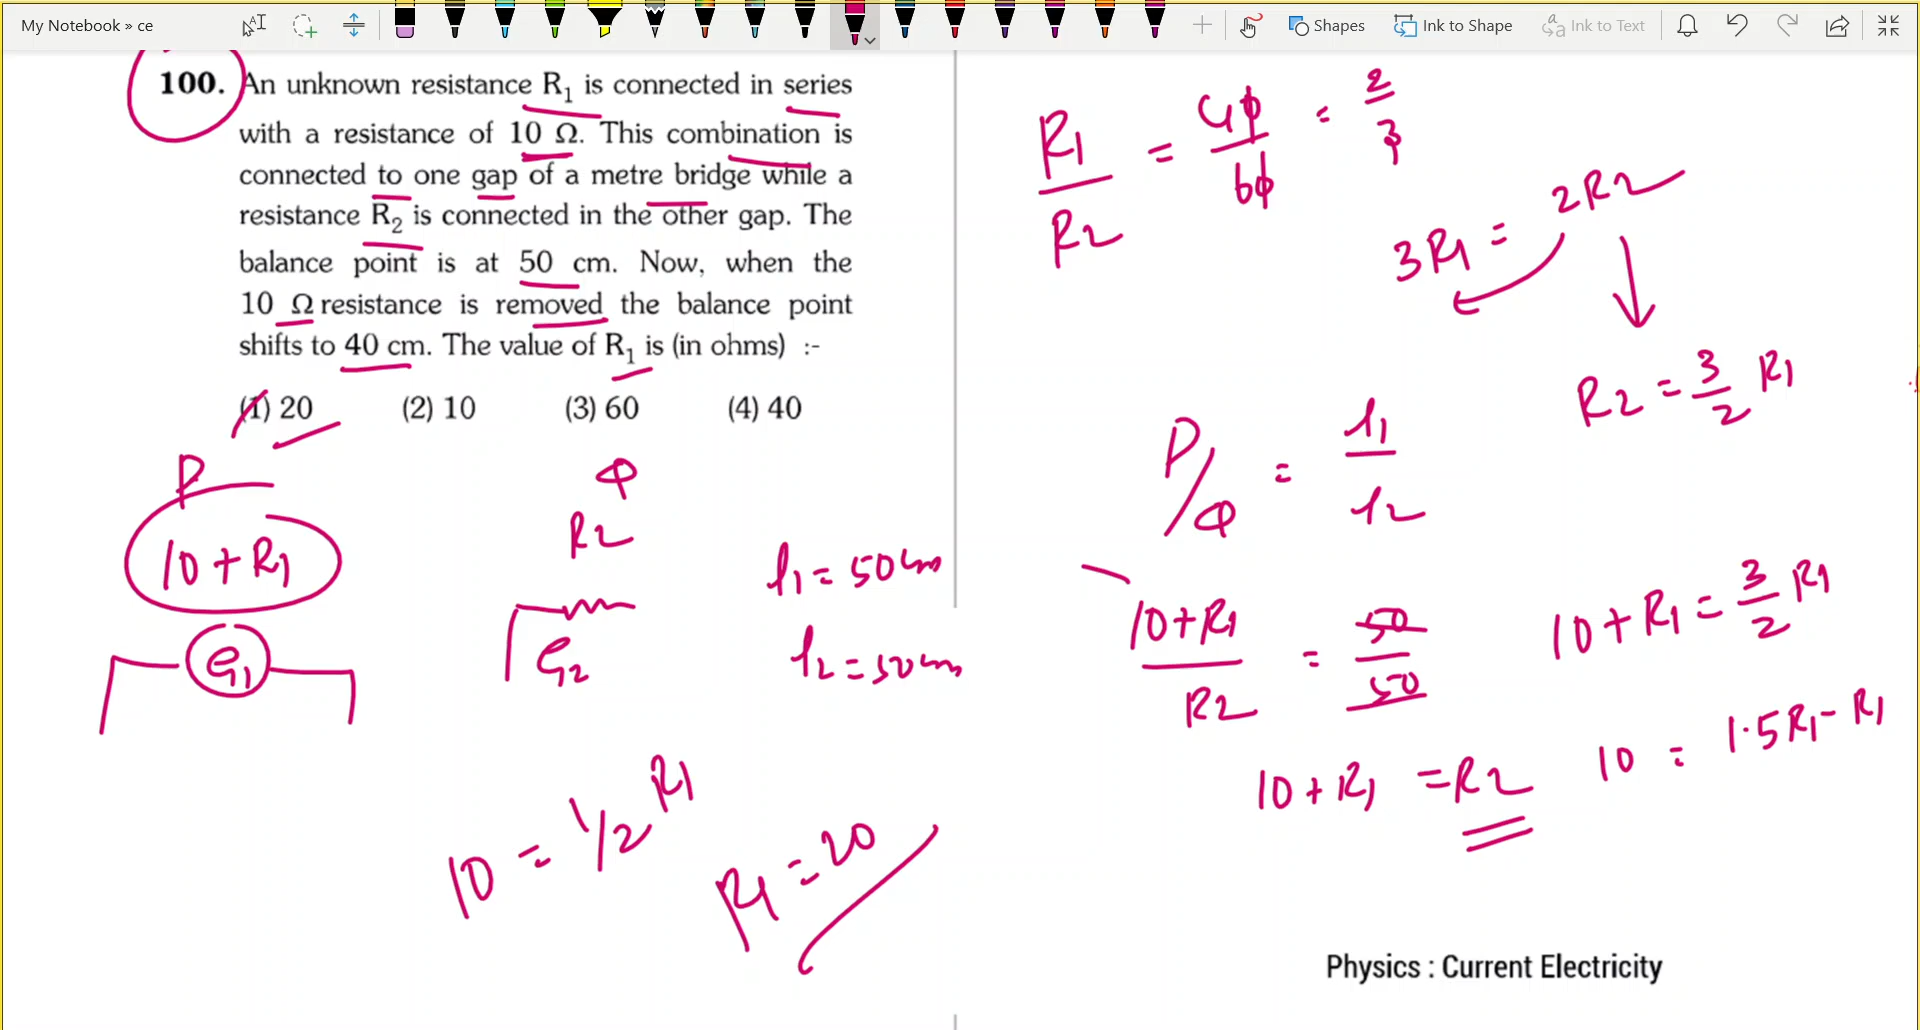 My Notebook » ce
Shapes
Ink to Shape
Ink to Text
100. An unknown resistance R₁ is connected in series
with a resistance of 10 Ω. This combination is
connected to one gap of a metre bridge while a
resistance R₂ is connected in the other gap. The
balance point is at 50 cm. Now, when the
10 Ω resistance is removed the balance point
shifts to 40 cm. The value of R₁ is (in ohms) :-
(1) 20 (2) 10 (3) 60 (4) 40
P
10 + R1
G1
Q
R2
G2
l1 = 50cm
l2 = 50cm
10 = 1/2 R1
R1 = 20
R1/R2 = 40/60 = 2/3
3R1 = 2R2
R2 = 3/2 R1
P/Q = l1/l2
10+R1/R2 = 50/50
10 + R1 = R2
10 + R1 = 3/2 R1
10 = 1.5R1 - R1
Physics : Current Electricity